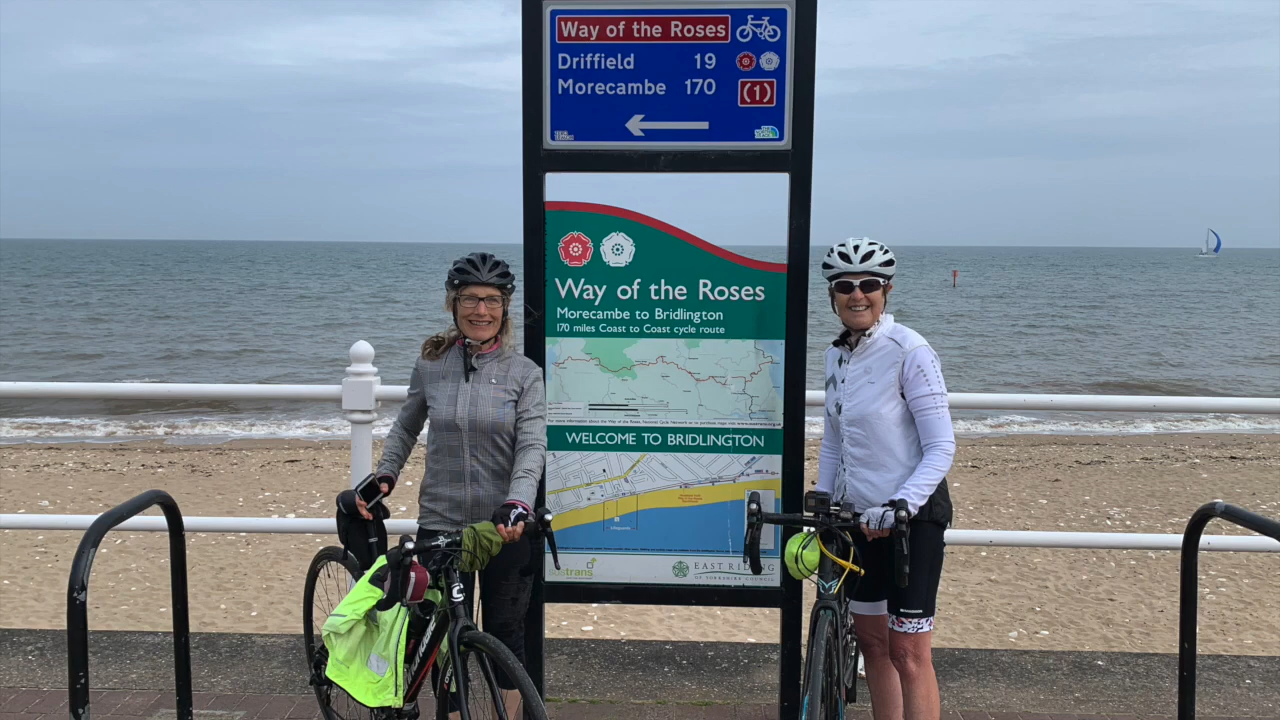 Way of the Roses
Driffield 19
Morecambe 170
(1)
Way of the Roses
Morecambe to Bridlington
170 miles Coast to Coast cycle route
WELCOME TO BRIDLINGTON
Lifeguards
sustrans
EAST RIDING
OF YORKSHIRE COUNCIL